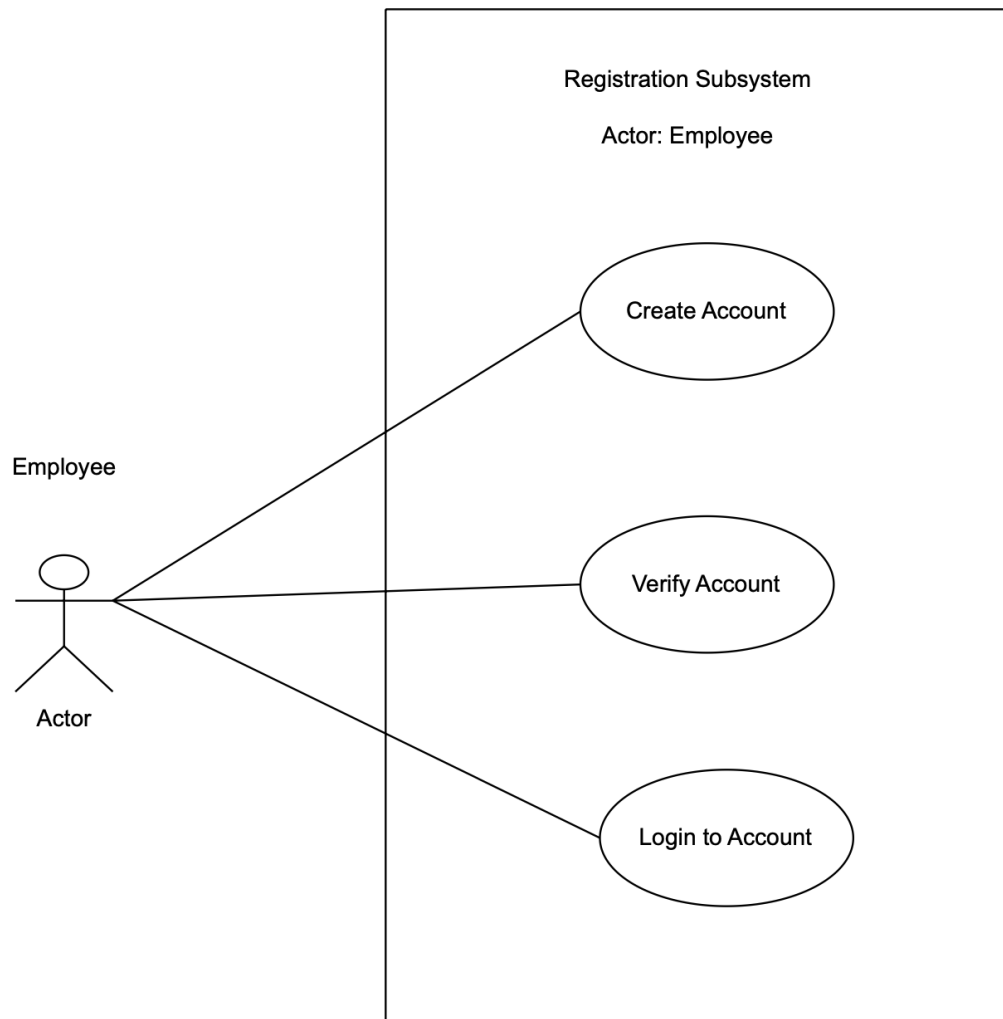 Registration Subsystem
Actor: Employee
Create Account
Employee
Verify Account
Actor
Login to Account